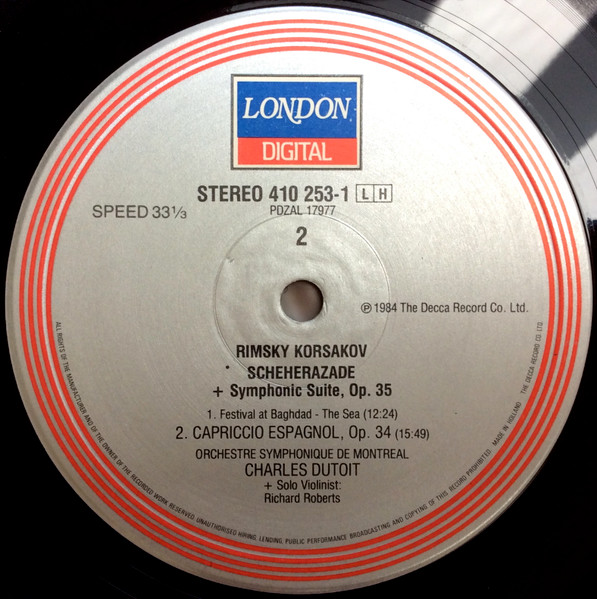 LONDON
DIGITAL
STEREO 410 253-1 L H
PDZAL 17977
SPEED 33 1/3
2
Ⓟ 1984 The Decca Record Co. Ltd.
RIMSKY KORSAKOV
SCHEHERAZADE
+ Symphonic Suite, Op. 35
1. Festival at Baghdad - The Sea (12:24)
2. CAPRICCIO ESPAGNOL, Op. 34 (15:49)
ORCHESTRE SYMPHONIQUE DE MONTREAL
CHARLES DUTOIT
+ Solo Violinist:
Richard Roberts
ALL RIGHTS OF THE MANUFACTURER AND OF THE OWNER OF THE RECORDED WORK RESERVED UNAUTHORISED HIRING, LENDING, PUBLIC PERFORMANCE BROADCASTING AND COPYING OF THIS RECORD PROHIBITED MADE IN HOLLAND THE DECCA RECORD CO LTD.